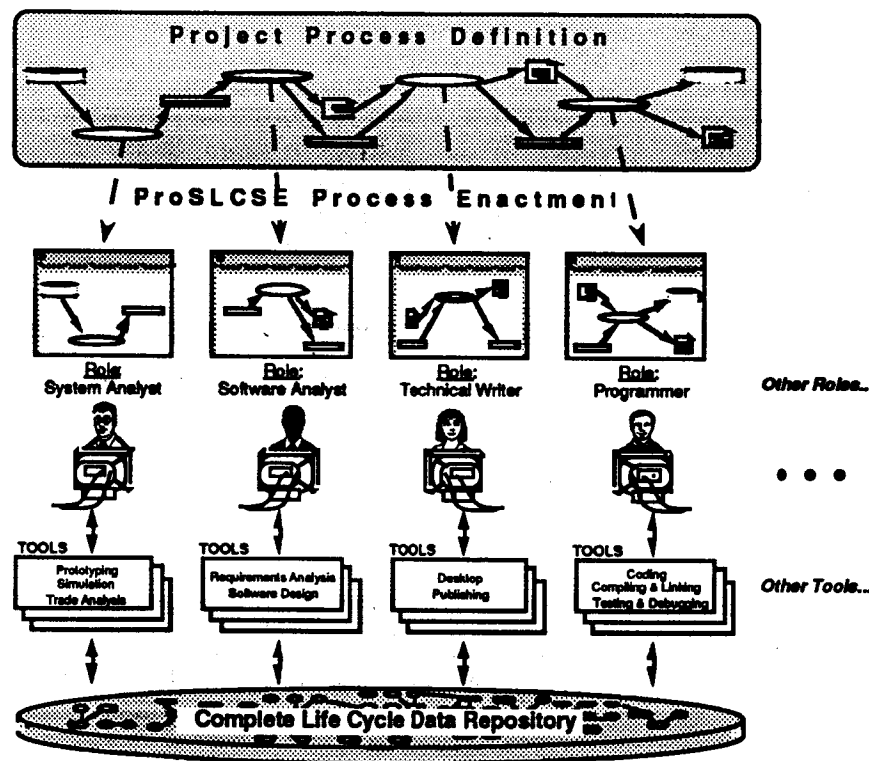 Project Process Definition
ProSLCSE Process Enactment
Role:
System Analyst
Role:
Software Analyst
Role:
Technical Writer
Role:
Programmer
Other Roles...
TOOLS
Prototyping
Simulation
Trade Analysis
TOOLS
Requirements Analysis
Software Design
TOOLS
Desktop
Publishing
TOOLS
Coding
Compiling & Linking
Testing & Debugging
Other Tools...
Complete Life Cycle Data Repository